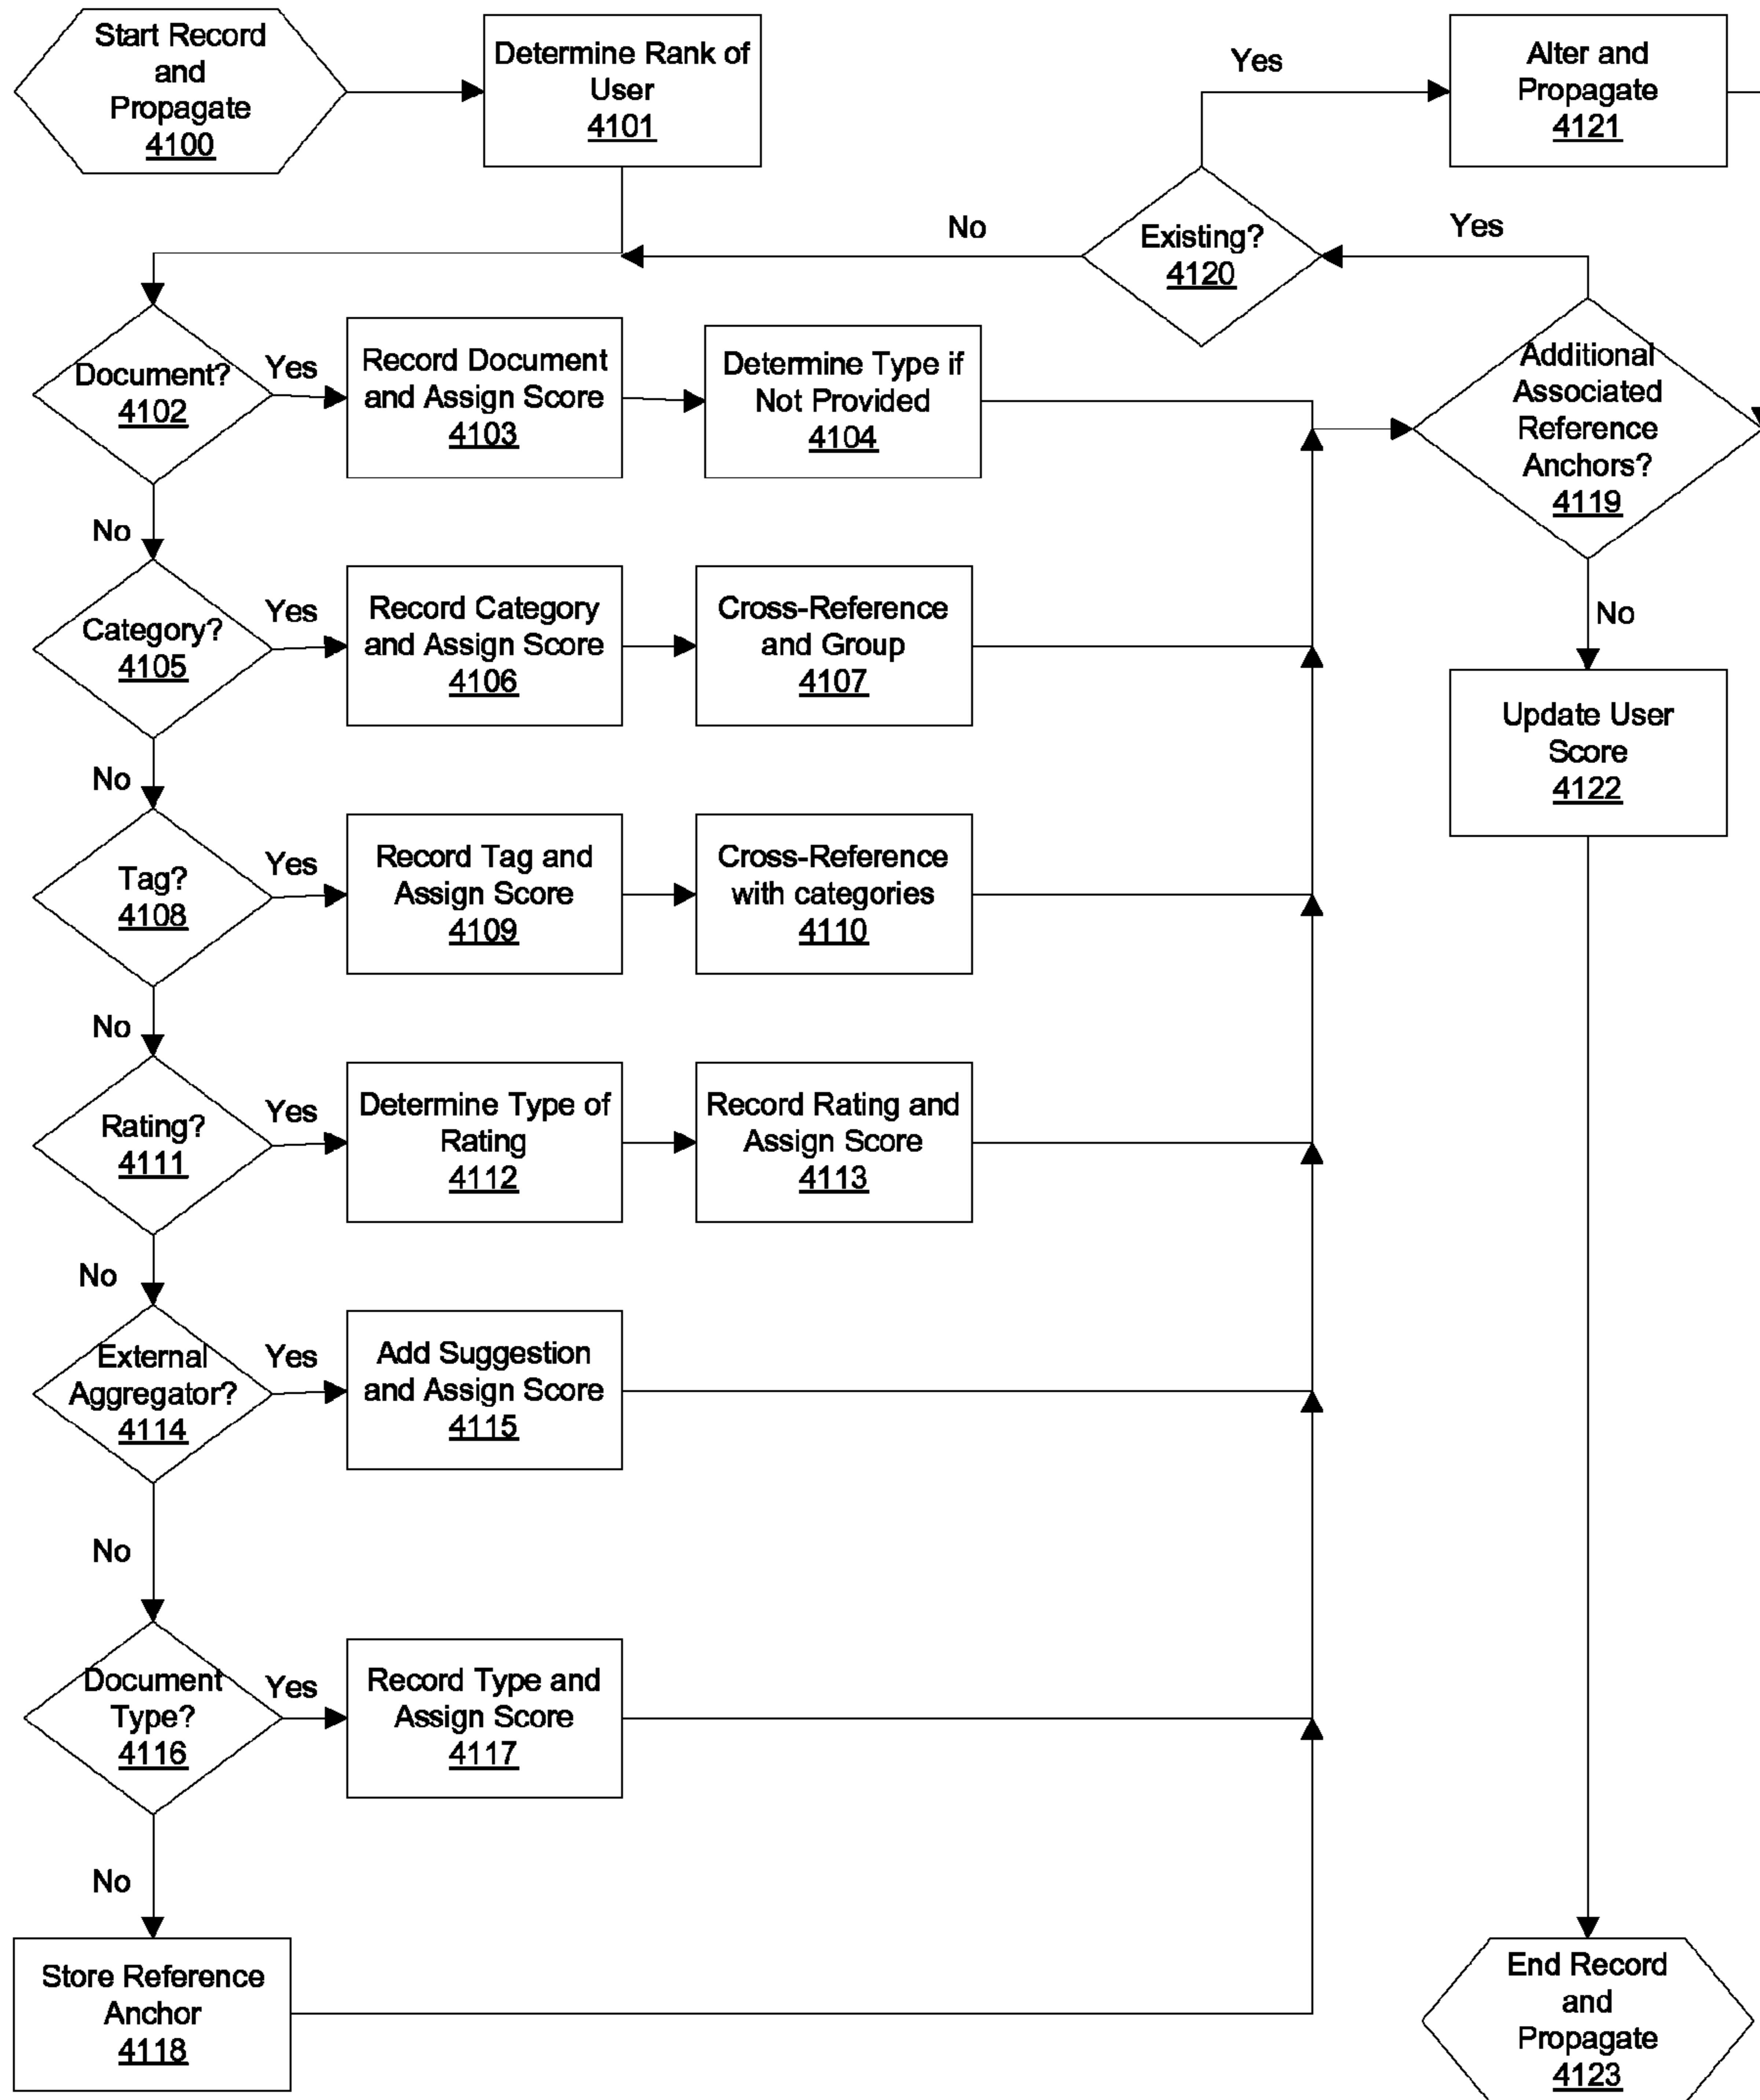 Start Record
and
Propagate
4100
Determine Rank of
User
4101
Yes
Alter and
Propagate
4121
No
Existing?
4120
Yes
Document?
4102
Yes
Record Document
and Assign Score
4103
Determine Type if
Not Provided
4104
Additional
Associated
Reference
Anchors?
4119
No
No
Category?
4105
Yes
Record Category
and Assign Score
4106
Cross-Reference
and Group
4107
Update User
Score
4122
No
Tag?
4108
Yes
Record Tag and
Assign Score
4109
Cross-Reference
with categories
4110
No
Rating?
4111
Yes
Determine Type of
Rating
4112
Record Rating and
Assign Score
4113
No
External
Aggregator?
4114
Yes
Add Suggestion
and Assign Score
4115
No
Document
Type?
4116
Yes
Record Type and
Assign Score
4117
No
Store Reference
Anchor
4118
End Record
and
Propagate
4123